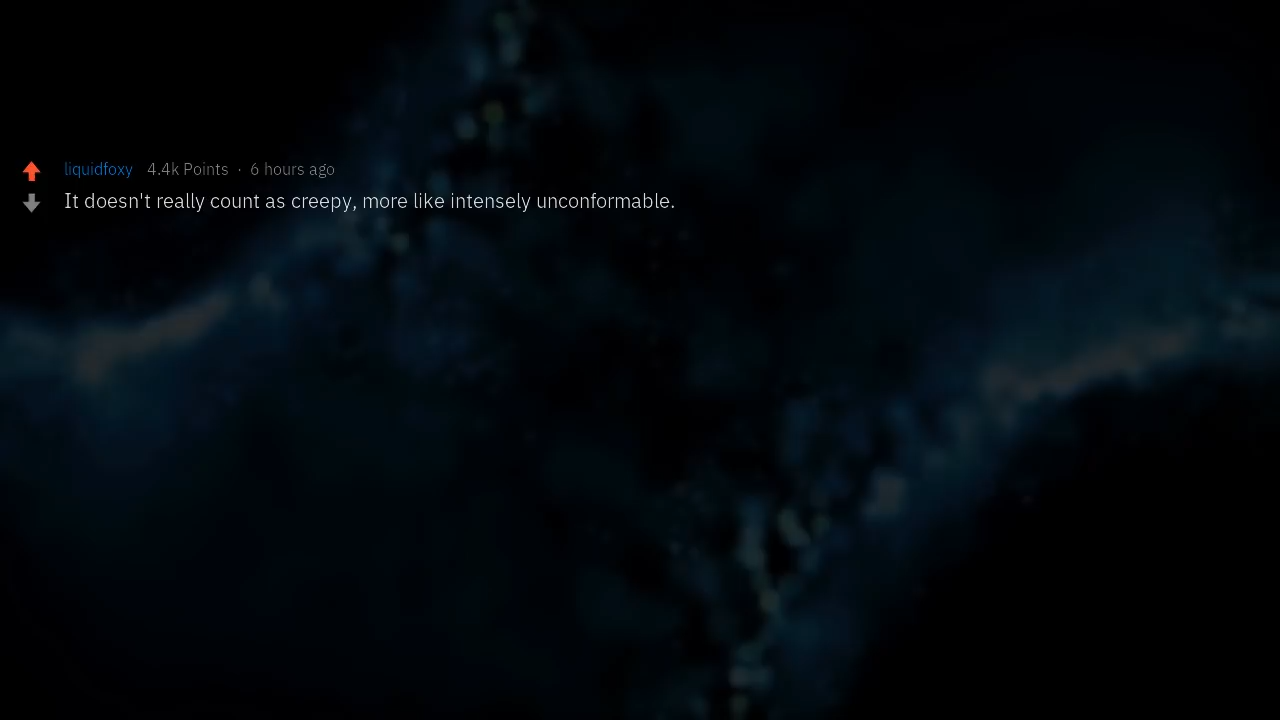 liquidfoxy 4.4k Points · 6 hours ago
It doesn't really count as creepy, more like intensely unconformable.